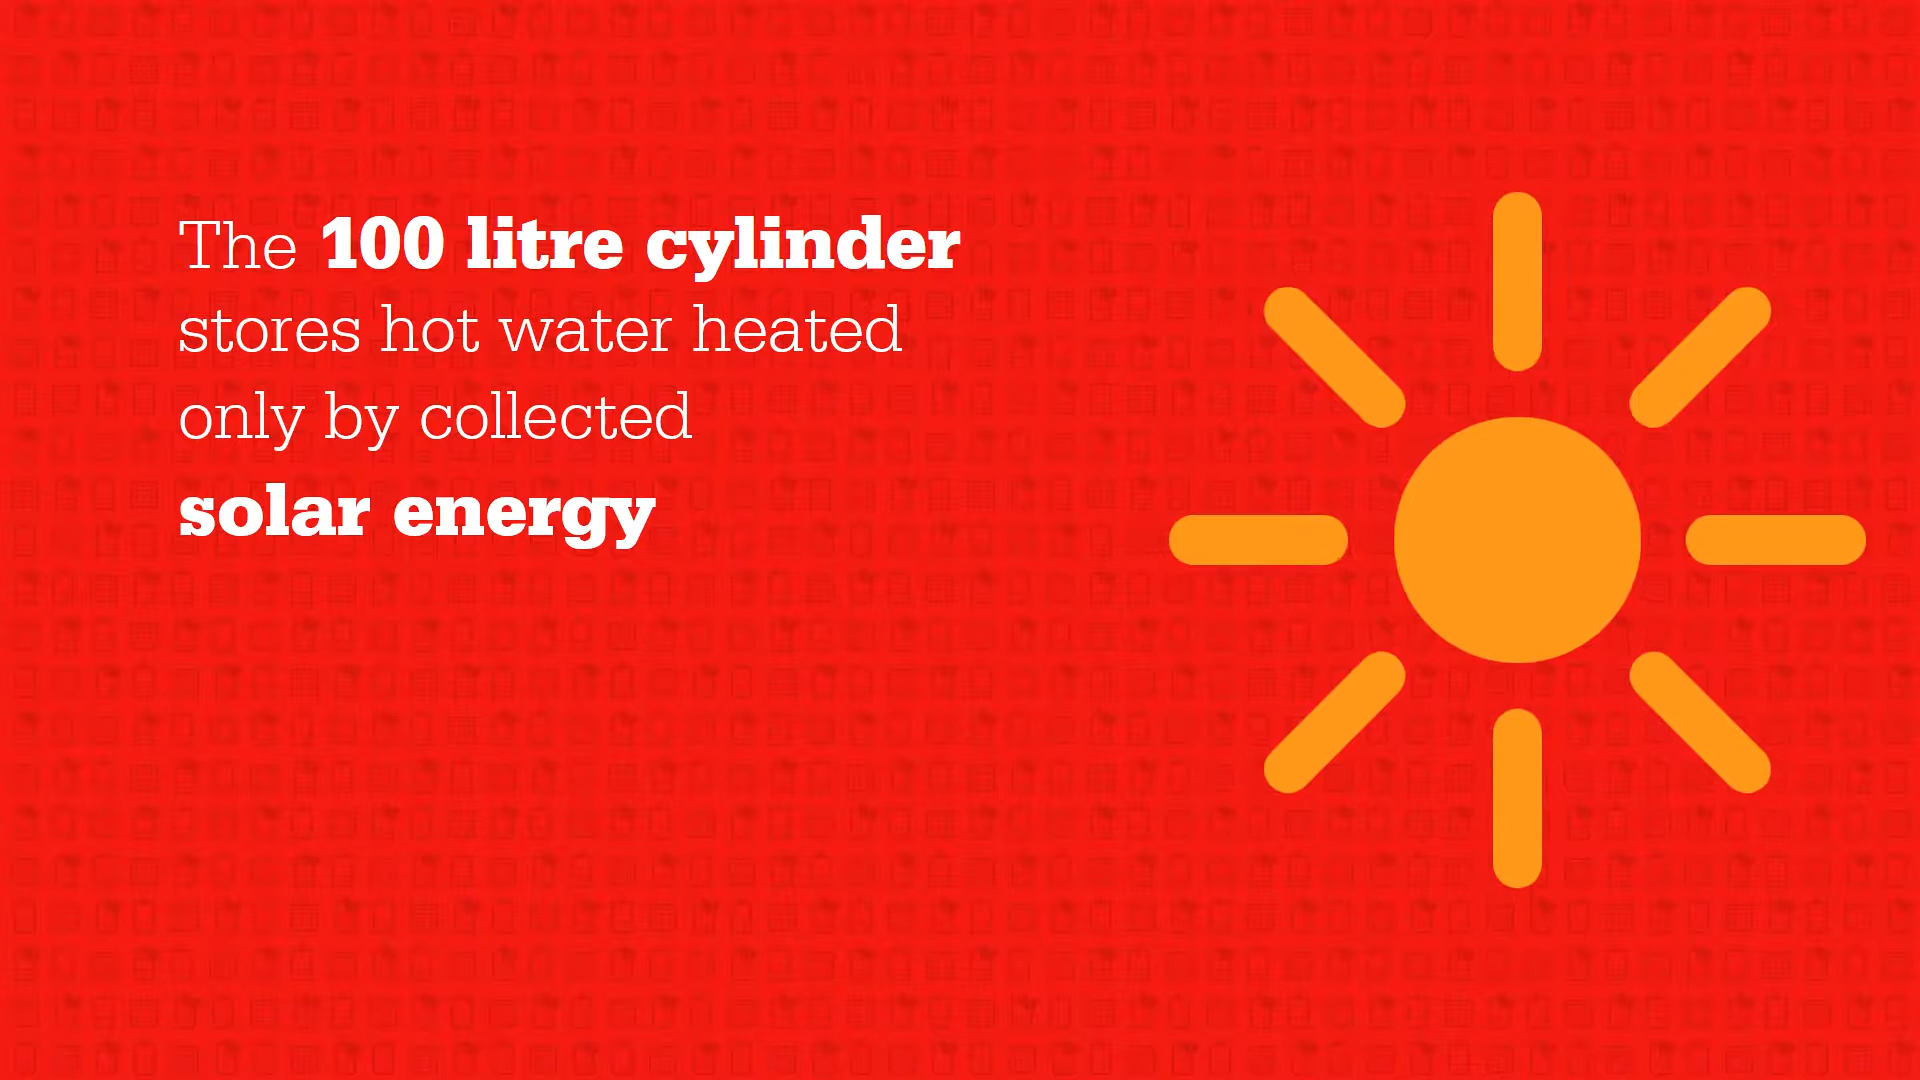 The 100 litre cylinder
stores hot water heated
only by collected
solar energy